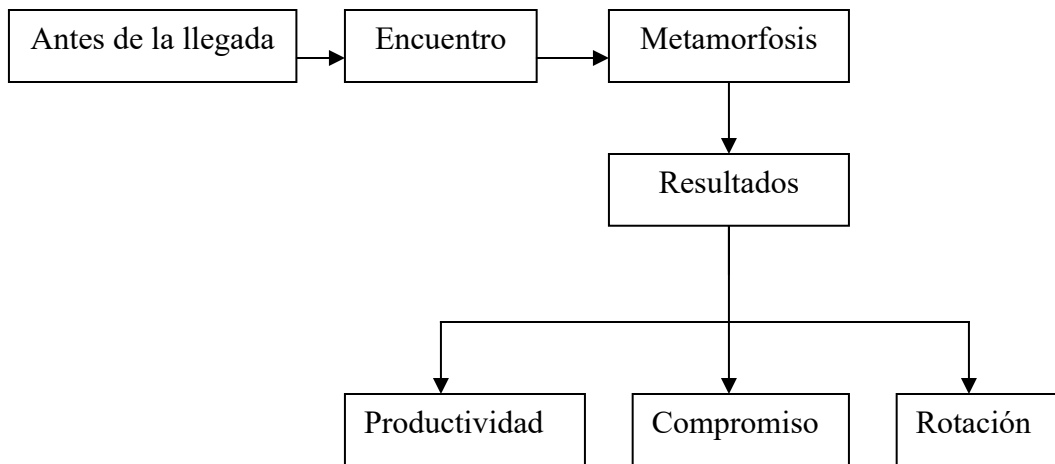 Antes de la llegada
Encuentro
Metamorfosis
Resultados
Productividad
Compromiso
Rotación